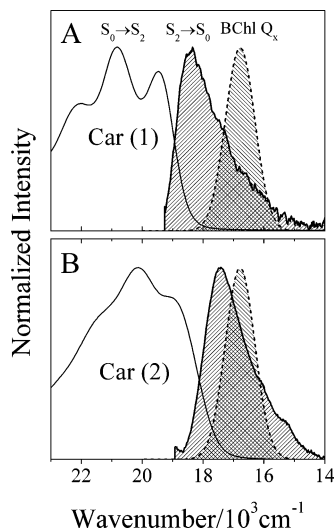 S₀→S₂ S₂→S₀ BChl Qₓ
A
Car (1)
B
Car (2)
Normalized Intensity
22 20 18 16 14
Wavenumber/10³cm⁻¹